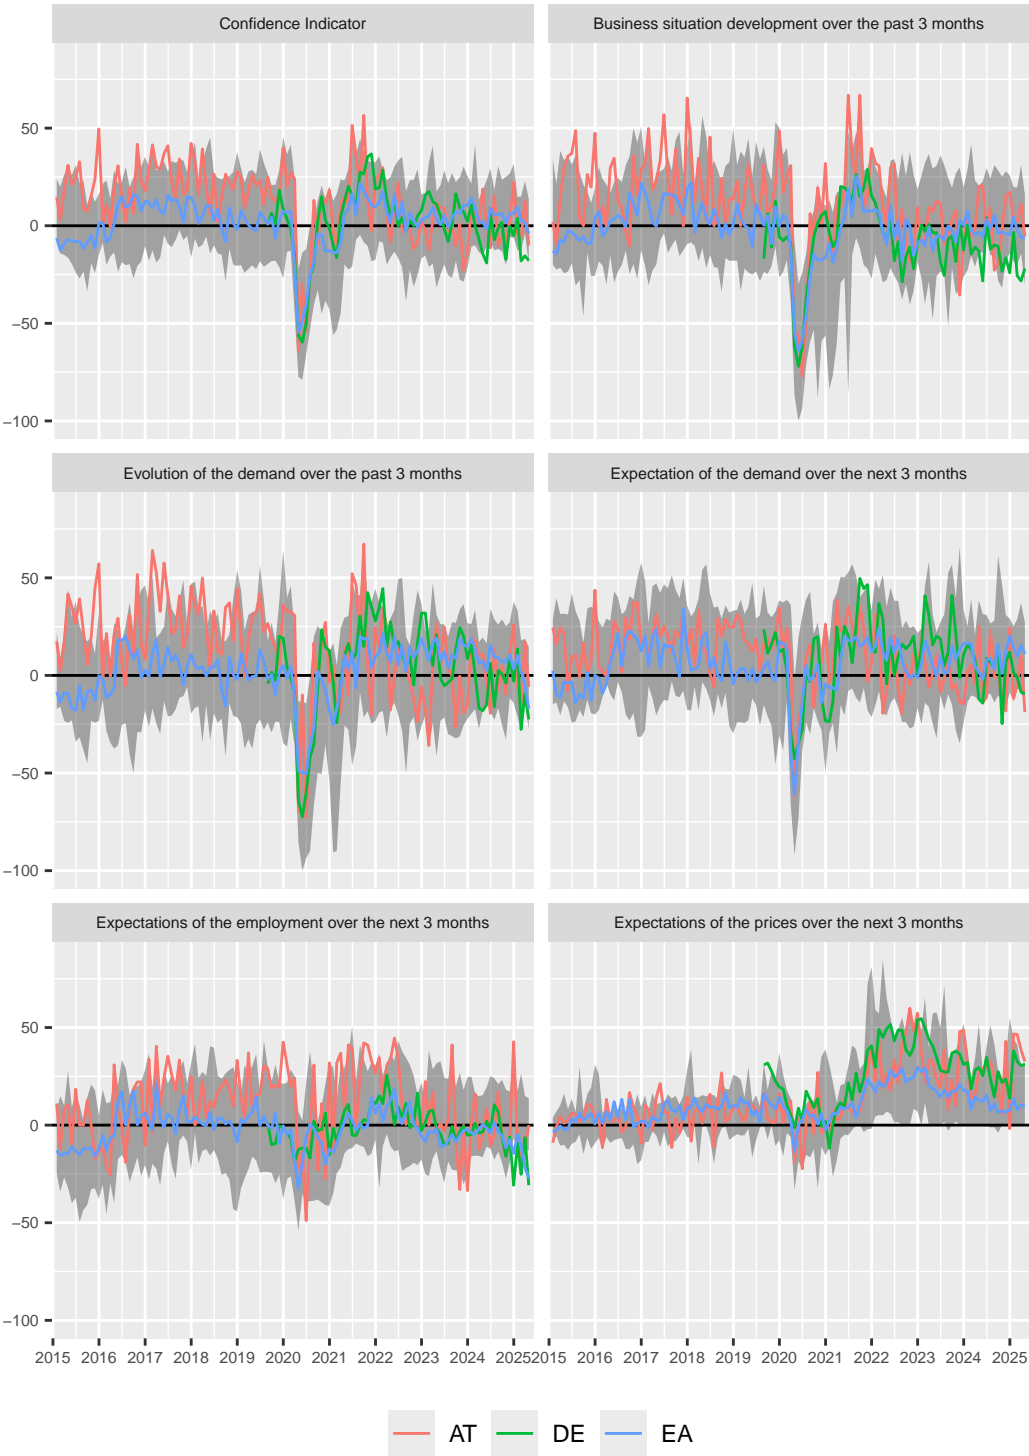 Confidence Indicator
Business situation development over the past 3 months
50
0
−50
−100
Evolution of the demand over the past 3 months
Expectation of the demand over the next 3 months
50
0
−50
−100
Expectations of the employment over the next 3 months
Expectations of the prices over the next 3 months
50
0
−50
−100
2015 2016 2017 2018 2019 2020 2021 2022 2023 2024 2025
2015 2016 2017 2018 2019 2020 2021 2022 2023 2024 2025
AT DE EA